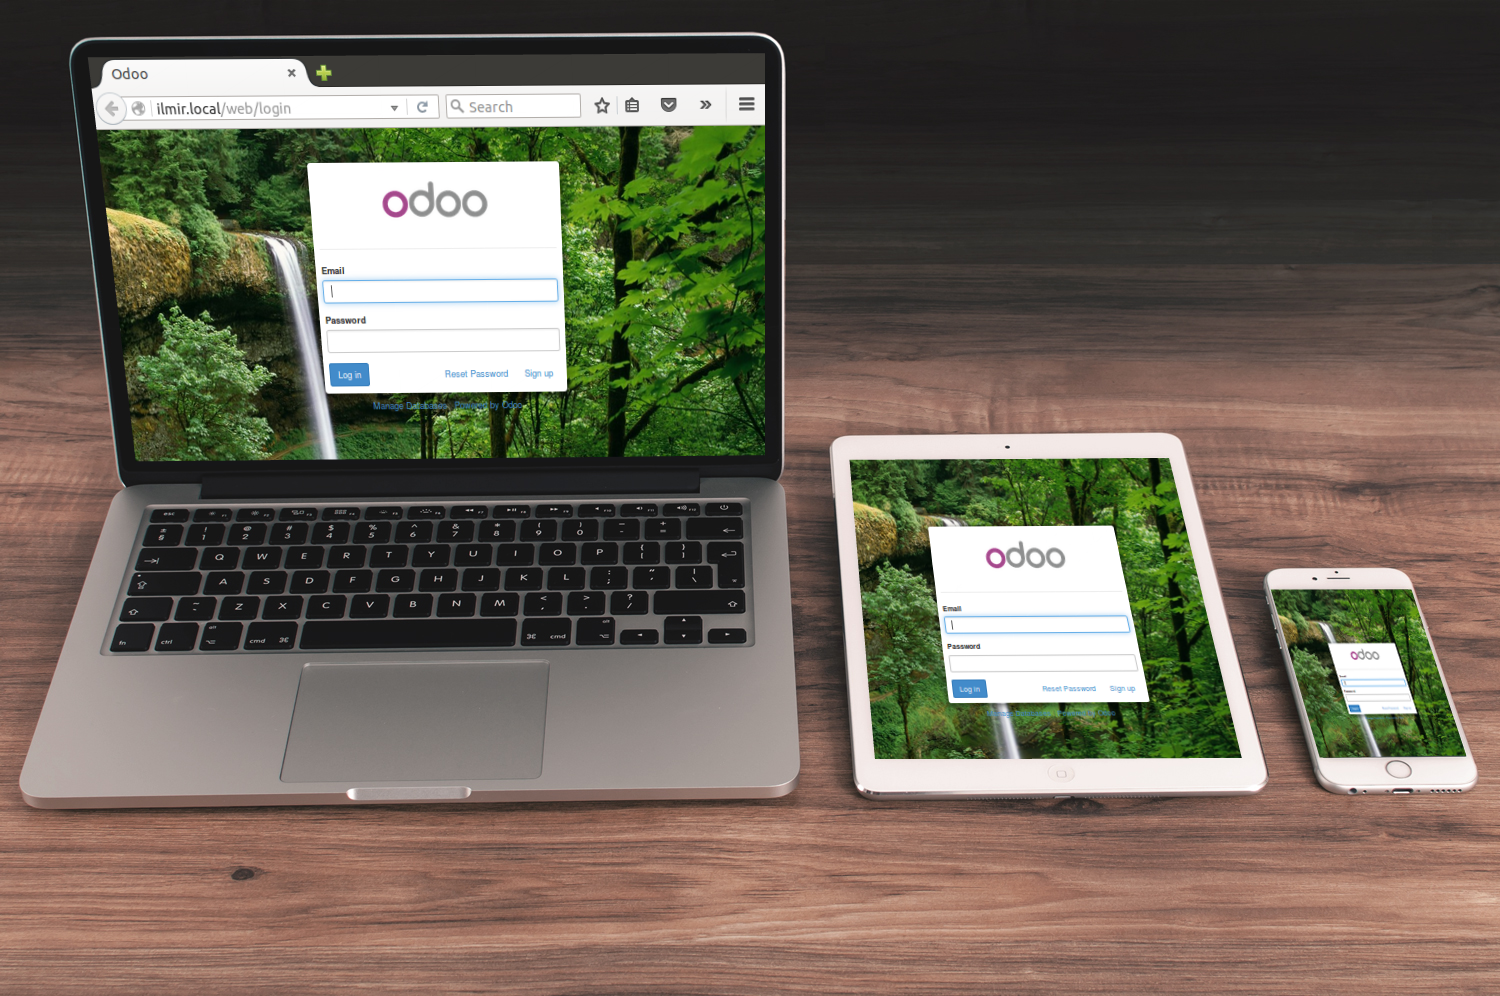 Odoo
ilmir.local/web/login
Search
odoo
Email
Password
Log in
Reset Password Sign up
Manage Databases Powered by Odoo
esc
! @ # $ % ^ & * ( ) – +
§ 1 2 3 4 5 6 7 8 9 0 - =
Q W E R T Y U I O P { }
[ ]
A S D F G H J K L : " |
; ' \
~ Z X C V B N M < > ?
, . /
fn ctrl alt cmd ⌘ ⌘ cmd alt
odoo
Email
Password
Log in
Reset Password Sign up
odoo